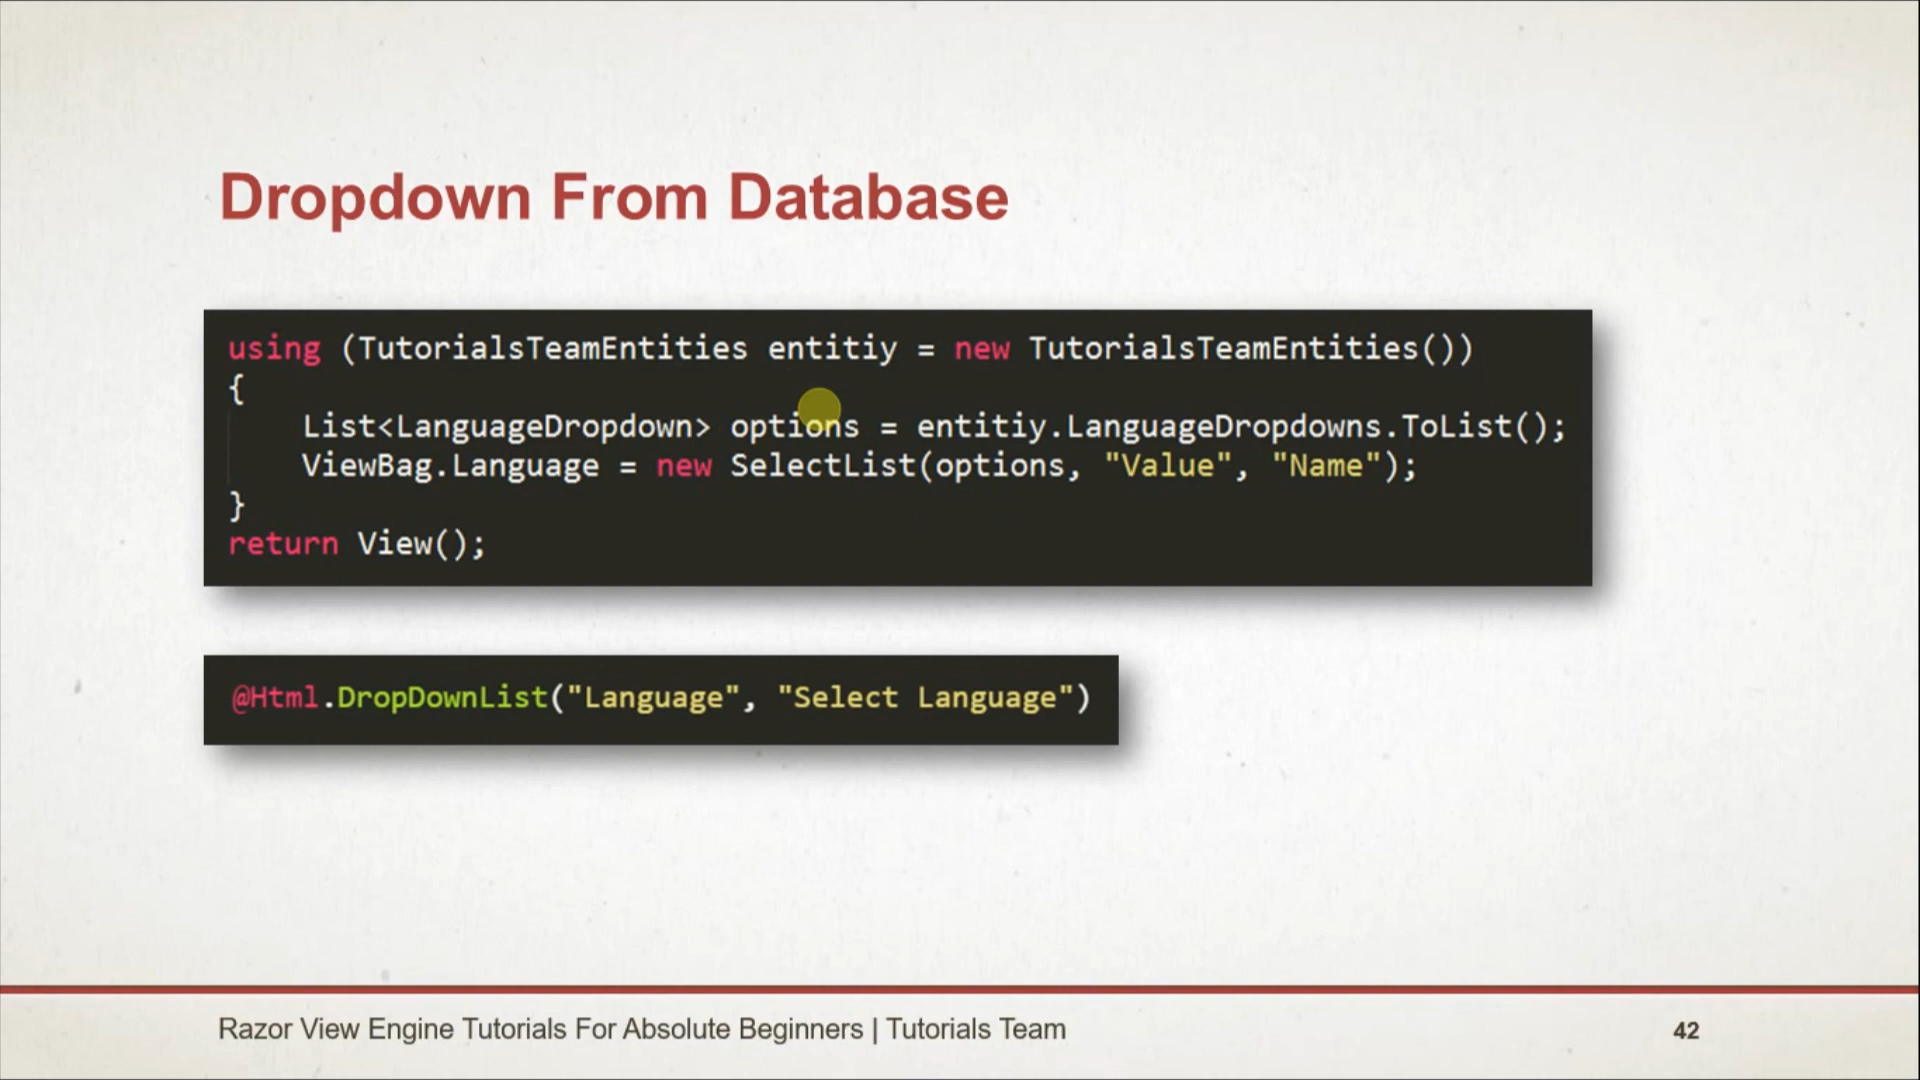 Dropdown From Database
using (TutorialsTeamEntities entitiy = new TutorialsTeamEntities())
{
    List<LanguageDropdown> options = entitiy.LanguageDropdowns.ToList();
    ViewBag.Language = new SelectList(options, "Value", "Name");
}
return View();
@Html.DropDownList("Language", "Select Language")
Razor View Engine Tutorials For Absolute Beginners | Tutorials Team
42